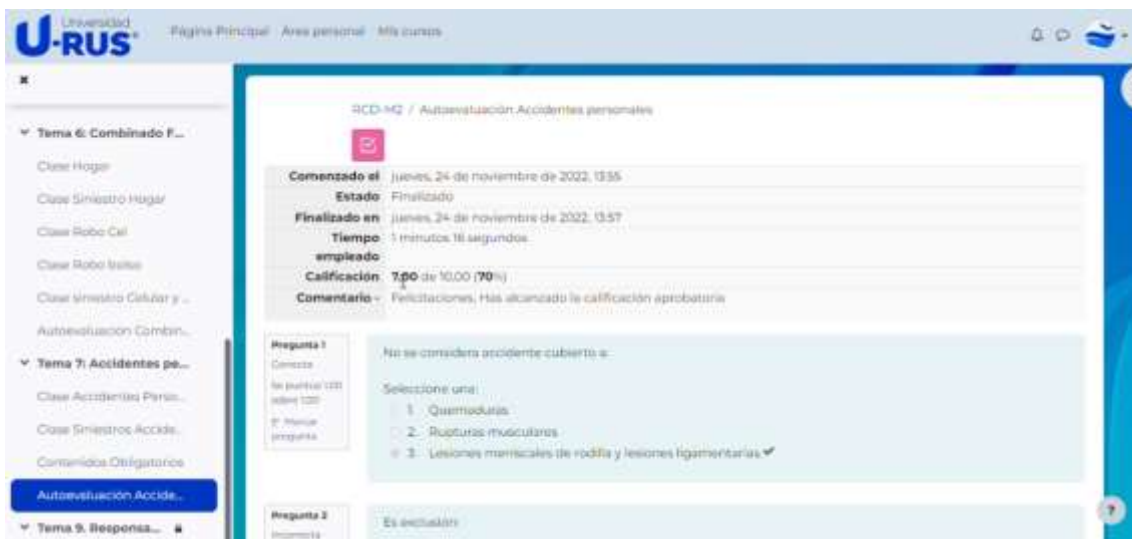 Universidad
U-RUS
Página Principal Área personal Mis cursos
RCD-M2 / Autoevaluación Accidentes personales
Tema 6: Combinado F...
Clase Hogar
Clase Siniestro Hogar
Clase Robo Cel
Clase Robo bolso
Clase siniestro Celular y ...
Autoevaluación Combin...
Tema 7: Accidentes pe...
Clase Accidentes Perso...
Clase Siniestros Accide...
Contenidos Obligatorios
Autoevaluación Accide...
Tema 9. Responsa...
Comenzado el jueves, 24 de noviembre de 2022, 13:55
Estado Finalizado
Finalizado en jueves, 24 de noviembre de 2022, 13:57
Tiempo empleado 1 minutos 16 segundos
Calificación 7,00 de 10,00 (70%)
Comentario - Felicitaciones, Has alcanzado la calificación aprobatoria
Pregunta 1
Correcta
Se puntúa 1,00
sobre 1,00
Marcar
pregunta
No se considera accidente cubierto a:
Seleccione una:
1. Quemaduras
2. Rupturas musculares
3. Lesiones meniscales de rodilla y lesiones ligamentarias
Pregunta 2
Incorrecta
Es exclusión:
?